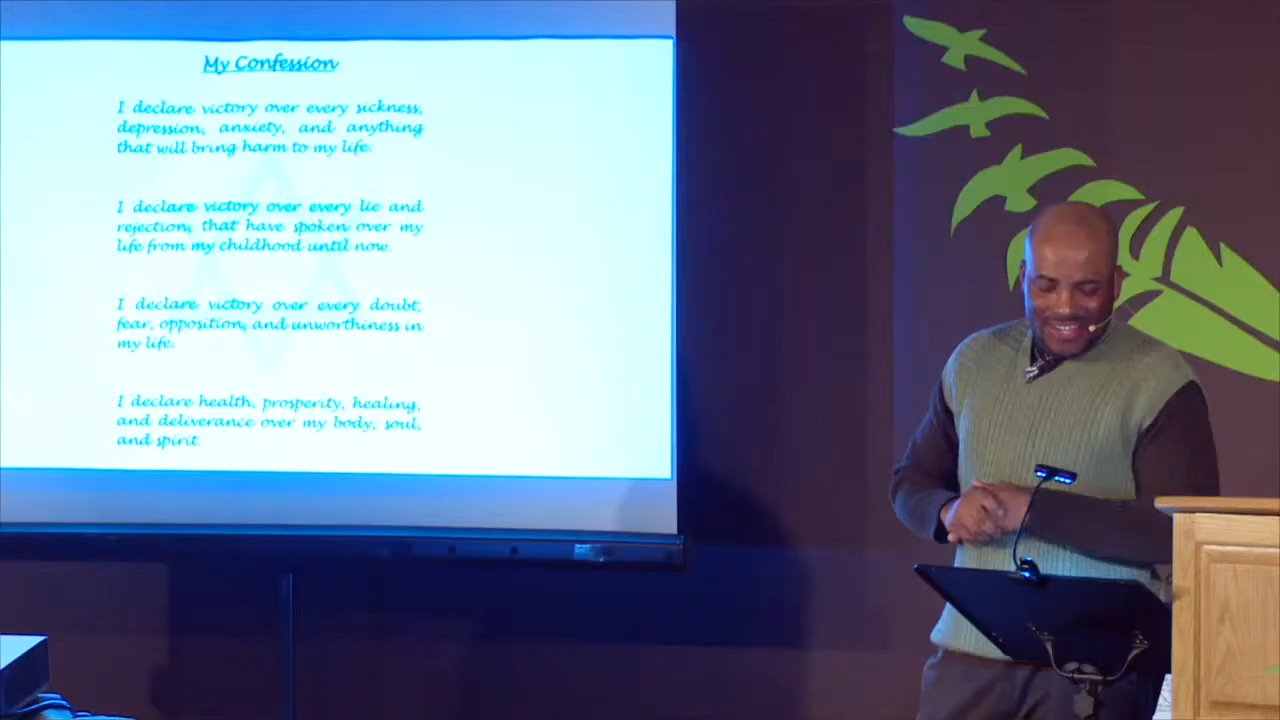 My Confession
I declare victory over every sickness,
depression, anxiety, and anything
that will bring harm to my life.
I declare victory over every lie and
rejection, that have spoken over my
life from my childhood until now.
I declare victory over every doubt,
fear, opposition, and unworthiness in
my life.
I declare health, prosperity, healing,
and deliverance over my body, soul,
and spirit.